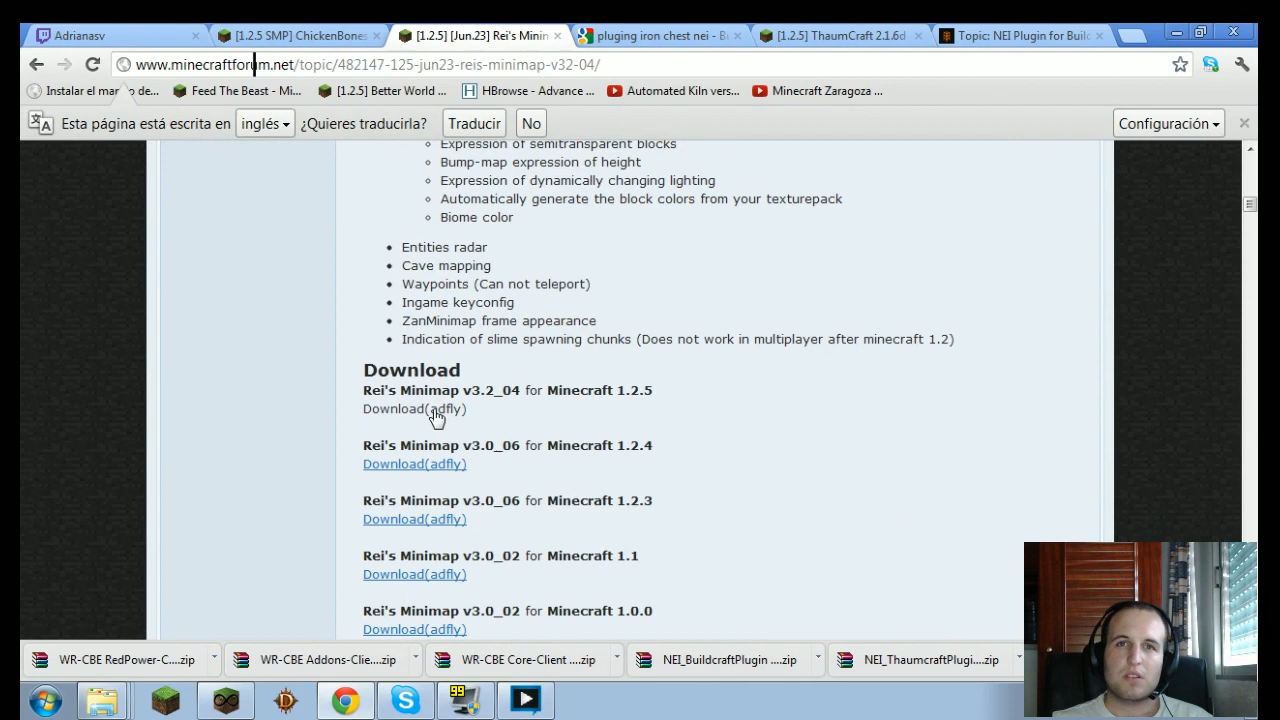 Adrianasv
[1.2.5 SMP] ChickenBones
[1.2.5] [Jun.23] Rei's Minin
pluging iron chest nei - Bu
[1.2.5] ThaumCraft 2.1.6d
Topic: NEI Plugin for Build
www.minecraftforum.net/topic/482147-125-jun23-reis-minimap-v32-04/
Instalar el mar o de...
Feed The Beast - Mi...
[1.2.5] Better World ...
HBrowse - Advance ...
Automated Kiln vers...
Minecraft Zaragoza ...
Esta página está escrita en inglés ¿Quieres traducirla? Traducir No Configuración
Expression of semitransparent blocks
Bump-map expression of height
Expression of dynamically changing lighting
Automatically generate the block colors from your texturepack
Biome color
Entities radar
Cave mapping
Waypoints (Can not teleport)
Ingame keyconfig
ZanMinimap frame appearance
Indication of slime spawning chunks (Does not work in multiplayer after minecraft 1.2)
Download
Rei's Minimap v3.2_04 for Minecraft 1.2.5
Download(adfly)
Rei's Minimap v3.0_06 for Minecraft 1.2.4
Download(adfly)
Rei's Minimap v3.0_06 for Minecraft 1.2.3
Download(adfly)
Rei's Minimap v3.0_02 for Minecraft 1.1
Download(adfly)
Rei's Minimap v3.0_02 for Minecraft 1.0.0
Download(adfly)
WR-CBE RedPower-C....zip
WR-CBE Addons-Clie....zip
WR-CBE Core-Client ....zip
NEI_BuildcraftPlugin ....zip
NEI_ThaumcraftPlugi....zip
99